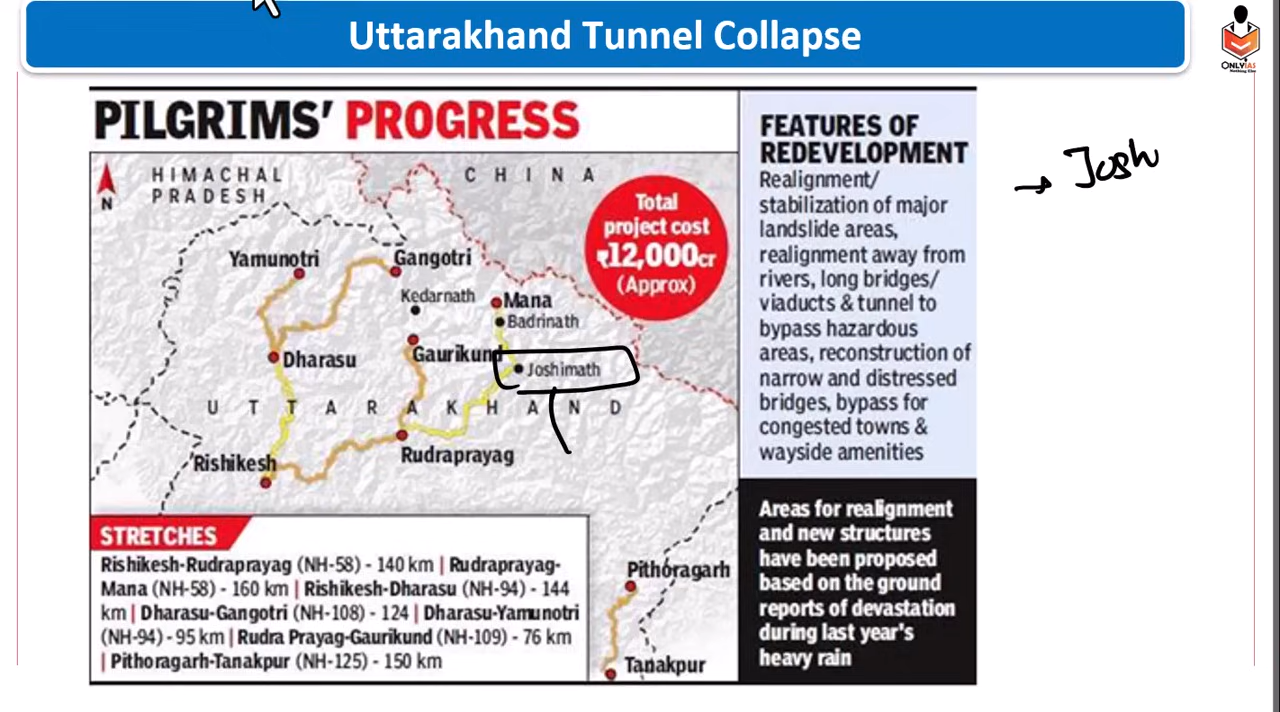 Uttarakhand Tunnel Collapse
ONLYIAS
Nothing Else
PILGRIMS' PROGRESS
HIMACHAL
PRADESH
CHINA
N
Total
project cost
₹12,000cr
(Approx)
Yamunotri
Gangotri
Kedarnath
Mana
Badrinath
Dharasu
Gaurikund
Joshimath
UTTARAKHAND
Rishikesh
Rudraprayag
Pithoragarh
Tanakpur
STRETCHES
Rishikesh-Rudraprayag (NH-58) - 140 km | Rudraprayag-
Mana (NH-58) - 160 km | Rishikesh-Dharasu (NH-94) - 144
km | Dharasu-Gangotri (NH-108) - 124 | Dharasu-Yamunotri
(NH-94) - 95 km | Rudra Prayag-Gaurikund (NH-109) - 76 km
| Pithoragarh-Tanakpur (NH-125) - 150 km
FEATURES OF
REDEVELOPMENT
Realignment/
stabilization of major
landslide areas,
realignment away from
rivers, long bridges/
viaducts & tunnel to
bypass hazardous
areas, reconstruction of
narrow and distressed
bridges, bypass for
congested towns &
wayside amenities
Areas for realignment
and new structures
have been proposed
based on the ground
reports of devastation
during last year's
heavy rain
→ Josh